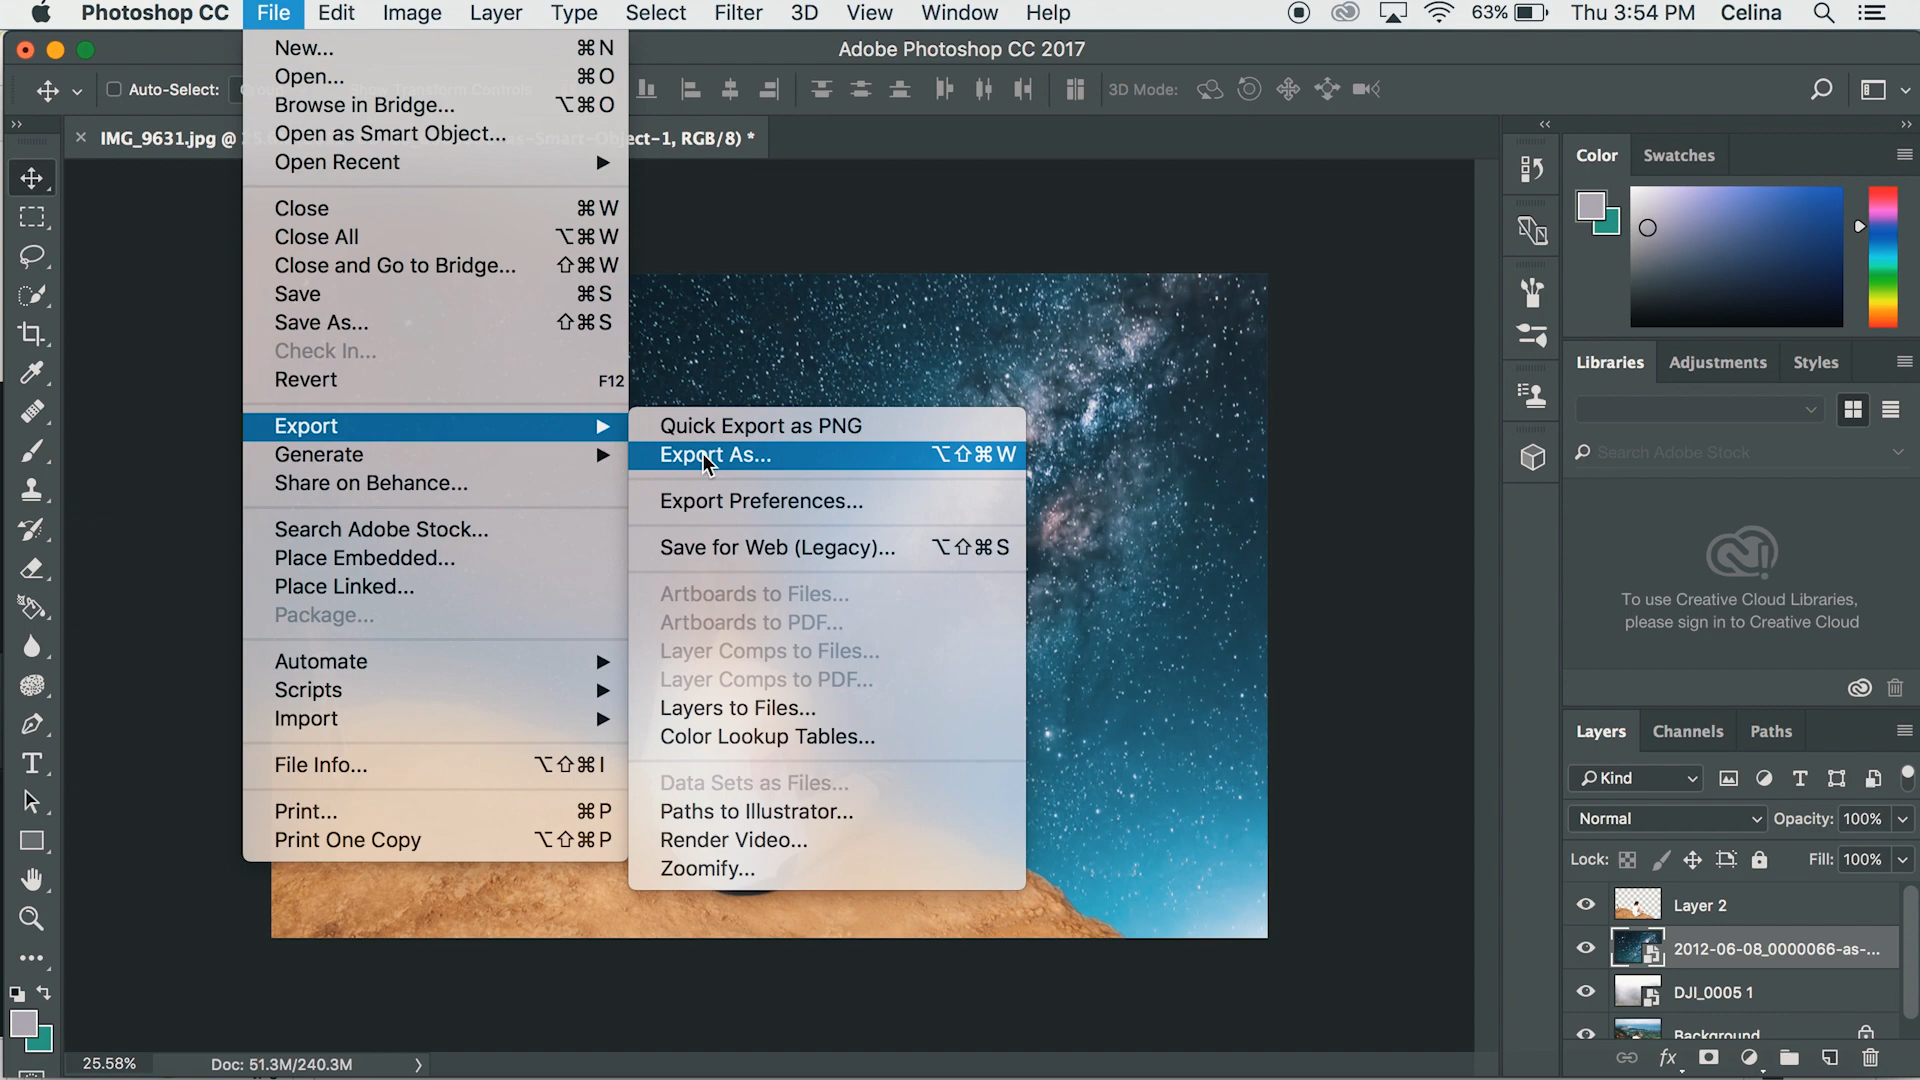 Photoshop CC File Edit Image Layer Type Select Filter 3D View Window Help 63% Thu 3:54 PM Celina
Adobe Photoshop CC 2017
Auto-Select: 3D Mode:
IMG_9631.jpg @ as-Smart-Object-1, RGB/8) *
New... ⌘N
Open... ⌘O
Browse in Bridge... ⌥⌘O
Open as Smart Object...
Open Recent ▶
Close ⌘W
Close All ⌥⌘W
Close and Go to Bridge... ⇧⌘W
Save ⌘S
Save As... ⇧⌘S
Check In...
Revert F12
Export ▶
Generate ▶
Share on Behance...
Search Adobe Stock...
Place Embedded...
Place Linked...
Package...
Automate ▶
Scripts ▶
Import ▶
File Info... ⌥⇧⌘I
Print... ⌘P
Print One Copy ⌥⇧⌘P
Quick Export as PNG
Export As... ⌥⇧⌘W
Export Preferences...
Save for Web (Legacy)... ⌥⇧⌘S
Artboards to Files...
Artboards to PDF...
Layer Comps to Files...
Layer Comps to PDF...
Layers to Files...
Color Lookup Tables...
Data Sets as Files...
Paths to Illustrator...
Render Video...
Zoomify...
Color Swatches
Libraries Adjustments Styles
Search Adobe Stock
To use Creative Cloud Libraries,
please sign in to Creative Cloud
Layers Channels Paths
Kind
Normal Opacity: 100%
Lock: Fill: 100%
Layer 2
2012-06-08_0000066-as-...
DJI_0005 1
Background
25.58% Doc: 51.3M/240.3M